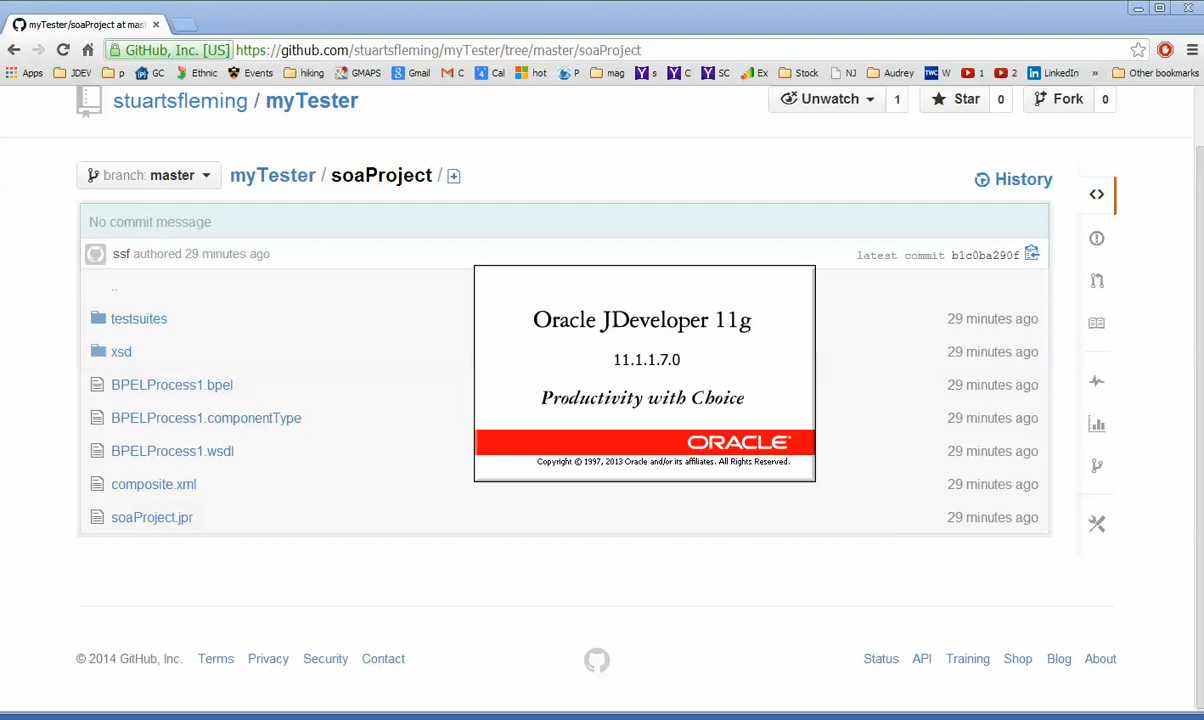 myTester/soaProject at mas
GitHub, Inc. [US] https://github.com/stuartsfleming/myTester/tree/master/soaProject
Apps JDEV p GC Ethnic Events hiking GMAPS Gmail M C Cal hot P mag s C SC Ex Stock NJ Audrey TWC W 1 2 LinkedIn » Other bookmarks
stuartsfleming / myTester Unwatch 1 Star 0 Fork 0
branch: master myTester / soaProject / History
No commit message
ssf authored 29 minutes ago latest commit b1c0ba290f
..
testsuites 29 minutes ago
xsd 29 minutes ago
BPELProcess1.bpel 29 minutes ago
BPELProcess1.componentType 29 minutes ago
BPELProcess1.wsdl 29 minutes ago
composite.xml 29 minutes ago
soaProject.jpr 29 minutes ago
Oracle JDeveloper 11g
11.1.1.7.0
Productivity with Choice
ORACLE
Copyright © 1997, 2013 Oracle and/or its affiliates. All Rights Reserved.
© 2014 GitHub, Inc. Terms Privacy Security Contact Status API Training Shop Blog About